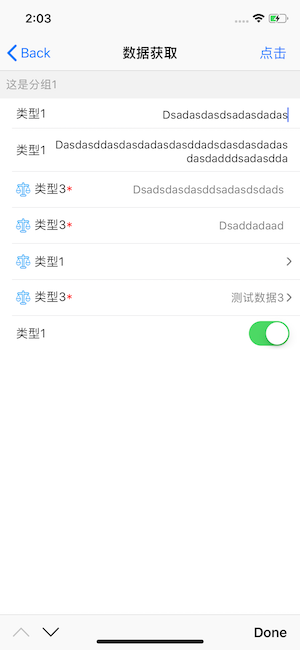 2:03
Back
数据获取
点击
这是分组1
类型1
Dsadasdasdsadasdadas
类型1
Dasdasddasdasdadasdasddadsdasdasdadas
dasdadddsadasdda
类型3*
Dsadsdasdasddsadasdsdads
类型3*
Dsaddadaad
类型1
类型3*
测试数据3
类型1
Done